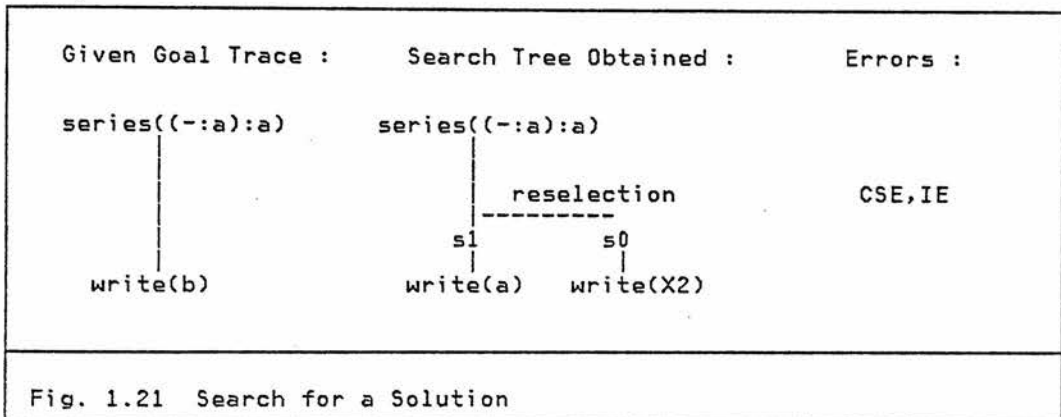 Given Goal Trace : Search Tree Obtained : Errors :
series((-:a):a) series((-:a):a)
reselection CSE,IE
s1 s0
write(b) write(a) write(X2)
Fig. 1.21 Search for a Solution